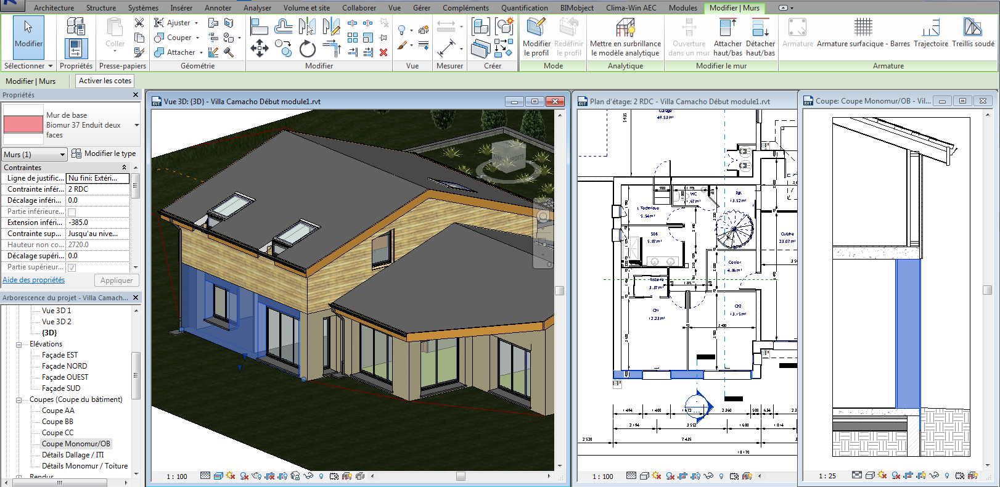 Architecture Structure Systèmes Insérer Annoter Analyser Volume et site Collaborer Vue Gérer Compléments Quantification BIMobject Clima-Win AEC Modules Modifier | Murs
Modifier
Coller
Ajuster
Couper
Attacher
Modifier le profil
Redéfinir le profil
Mettre en surbrillance le modèle analytique
Ouverture dans un mur
Attacher haut/bas
Détacher haut/bas
Armature
Armature surfacique - Barres
Trajectoire
Treillis soudé
Sélectionner Propriétés Presse-papiers Géométrie Modifier Vue Mesurer Créer Mode Analytique Modifier le mur Armature
Modifier | Murs Activer les cotes
Propriétés
Mur de base
Biomur 37 Enduit deux
faces
Murs (1) Modifier le type
Contraintes
Ligne de justific... Nu fini: Extéri...
Contrainte infér... 2 RDC
Décalage inféri... 0.0
Partie inférieure...
Extension inféri... -385.0
Contrainte sup... Jusqu'au nive...
Hauteur non co... 2720.0
Décalage supéri... 0.0
Partie supérieur...
Aide des propriétés Appliquer
Arborescence du projet - Villa Camach...
Vue 3D 1
Vue 3D 2
{3D}
Elévations
Façade EST
Façade NORD
Façade OUEST
Façade SUD
Coupes (Coupe du bâtiment)
Coupe AA
Coupe BB
Coupe CC
Coupe Monomur/OB
Détails Dallage / ITI
Détails Monomur / Toiture
Rendus
Vue 3D: {3D} - Villa Camacho Début module1.rvt
1 : 100
Plan d'étage: 2 RDC - Villa Camacho Début module1.rvt
Garage
49.53 m²
WC
1.67 m²
Dgt
13.52 m²
l. Technique
5.54 m²
SDB
5.87 m²
Cuisine
23.07 m²
Cellier
4.86 m²
3.37 m²
Ch1
12.23 m²
Ch2
13.15 m²
1 494 1 400 1 672 2 360 508 634
2 194 3 552 1 688 1 814
2 520 7 435
18 170
1 : 100
Coupe: Coupe Monomur/OB - Vil...
1 : 25